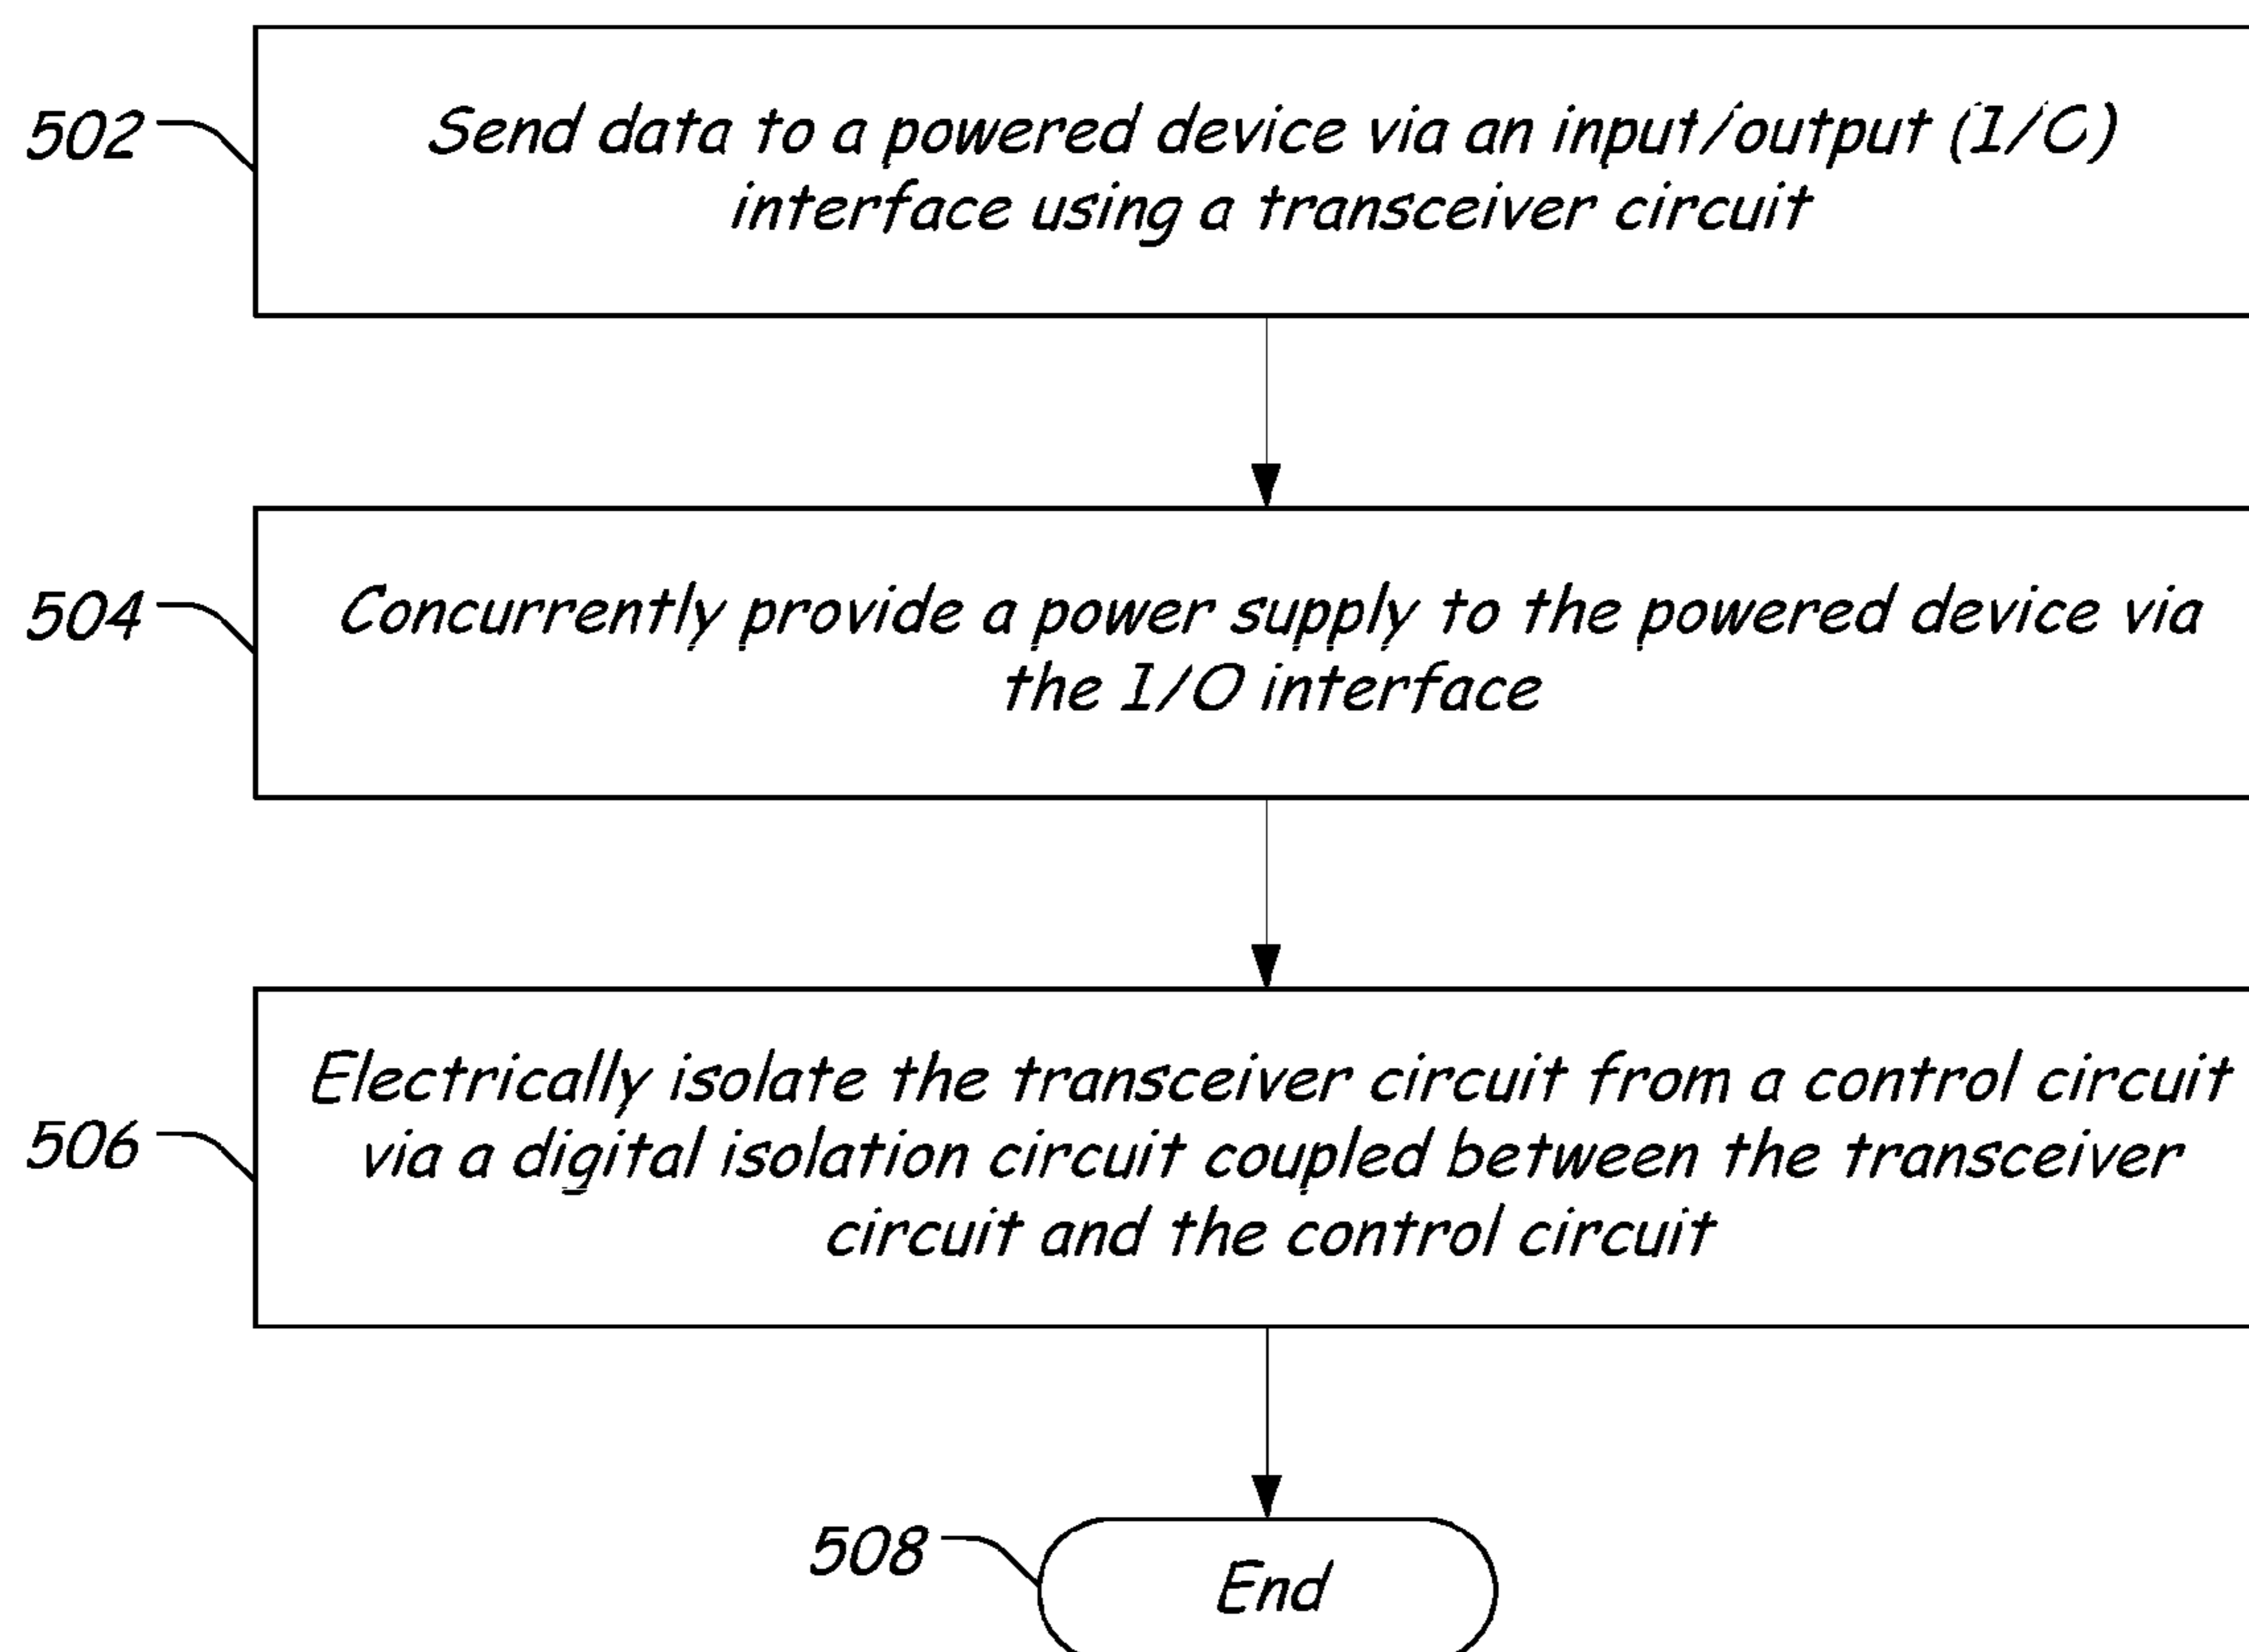 502
Send data to a powered device via an input/output (I/O)
interface using a transceiver circuit
504
Concurrently provide a power supply to the powered device via
the I/O interface
506
Electrically isolate the transceiver circuit from a control circuit
via a digital isolation circuit coupled between the transceiver
circuit and the control circuit
508
End